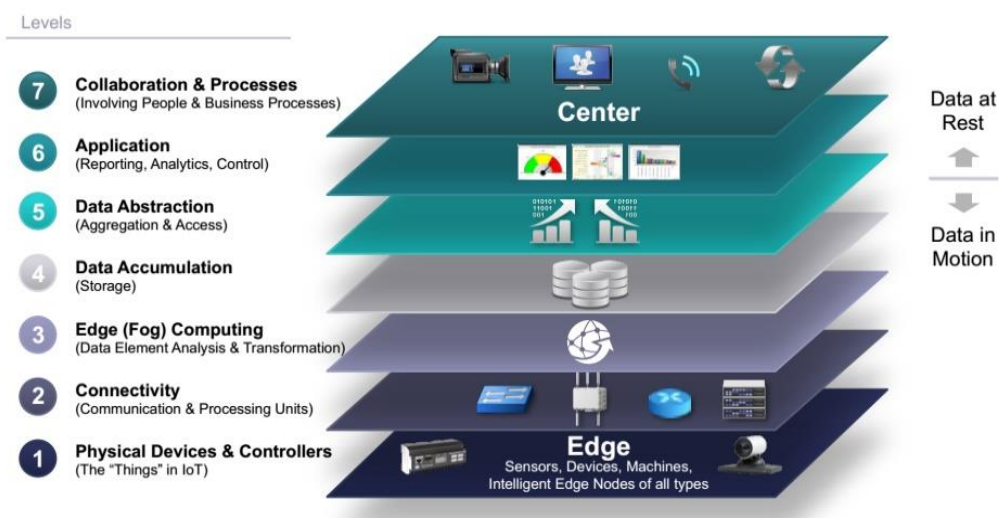 Levels
7
Collaboration & Processes
(Involving People & Business Processes)
6
Application
(Reporting, Analytics, Control)
5
Data Abstraction
(Aggregation & Access)
4
Data Accumulation
(Storage)
3
Edge (Fog) Computing
(Data Element Analysis & Transformation)
2
Connectivity
(Communication & Processing Units)
1
Physical Devices & Controllers
(The “Things” in IoT)
Center
010101
11001
001
Edge
Sensors, Devices, Machines,
Intelligent Edge Nodes of all types
Data at
Rest
Data in
Motion